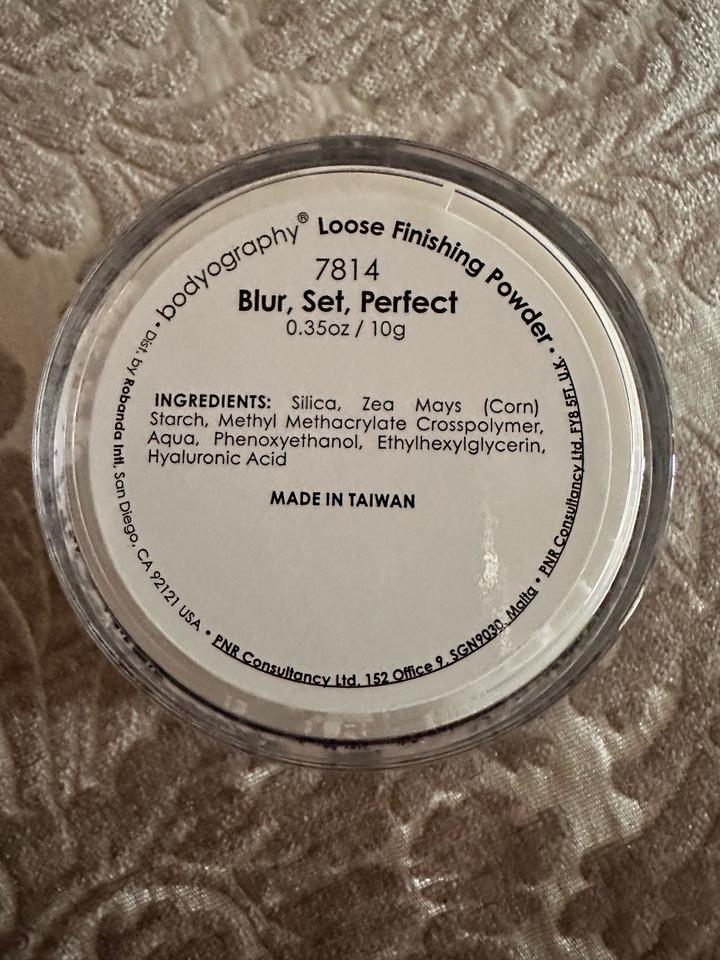 bodyography® Loose Finishing Powder •
7814
Blur, Set, Perfect
0.35oz / 10g
INGREDIENTS: Silica, Zea Mays (Corn)
Starch, Methyl Methacrylate Crosspolymer,
Aqua, Phenoxyethanol, Ethylhexylglycerin,
Hyaluronic Acid
MADE IN TAIWAN
Dist. by Robanda Intl. San Diego, CA 92121 USA • PNR Consultancy Ltd. 152 Office 9, SGN9030, Malta • PNR Consultancy Ltd. FY8 5FT. U.K. •